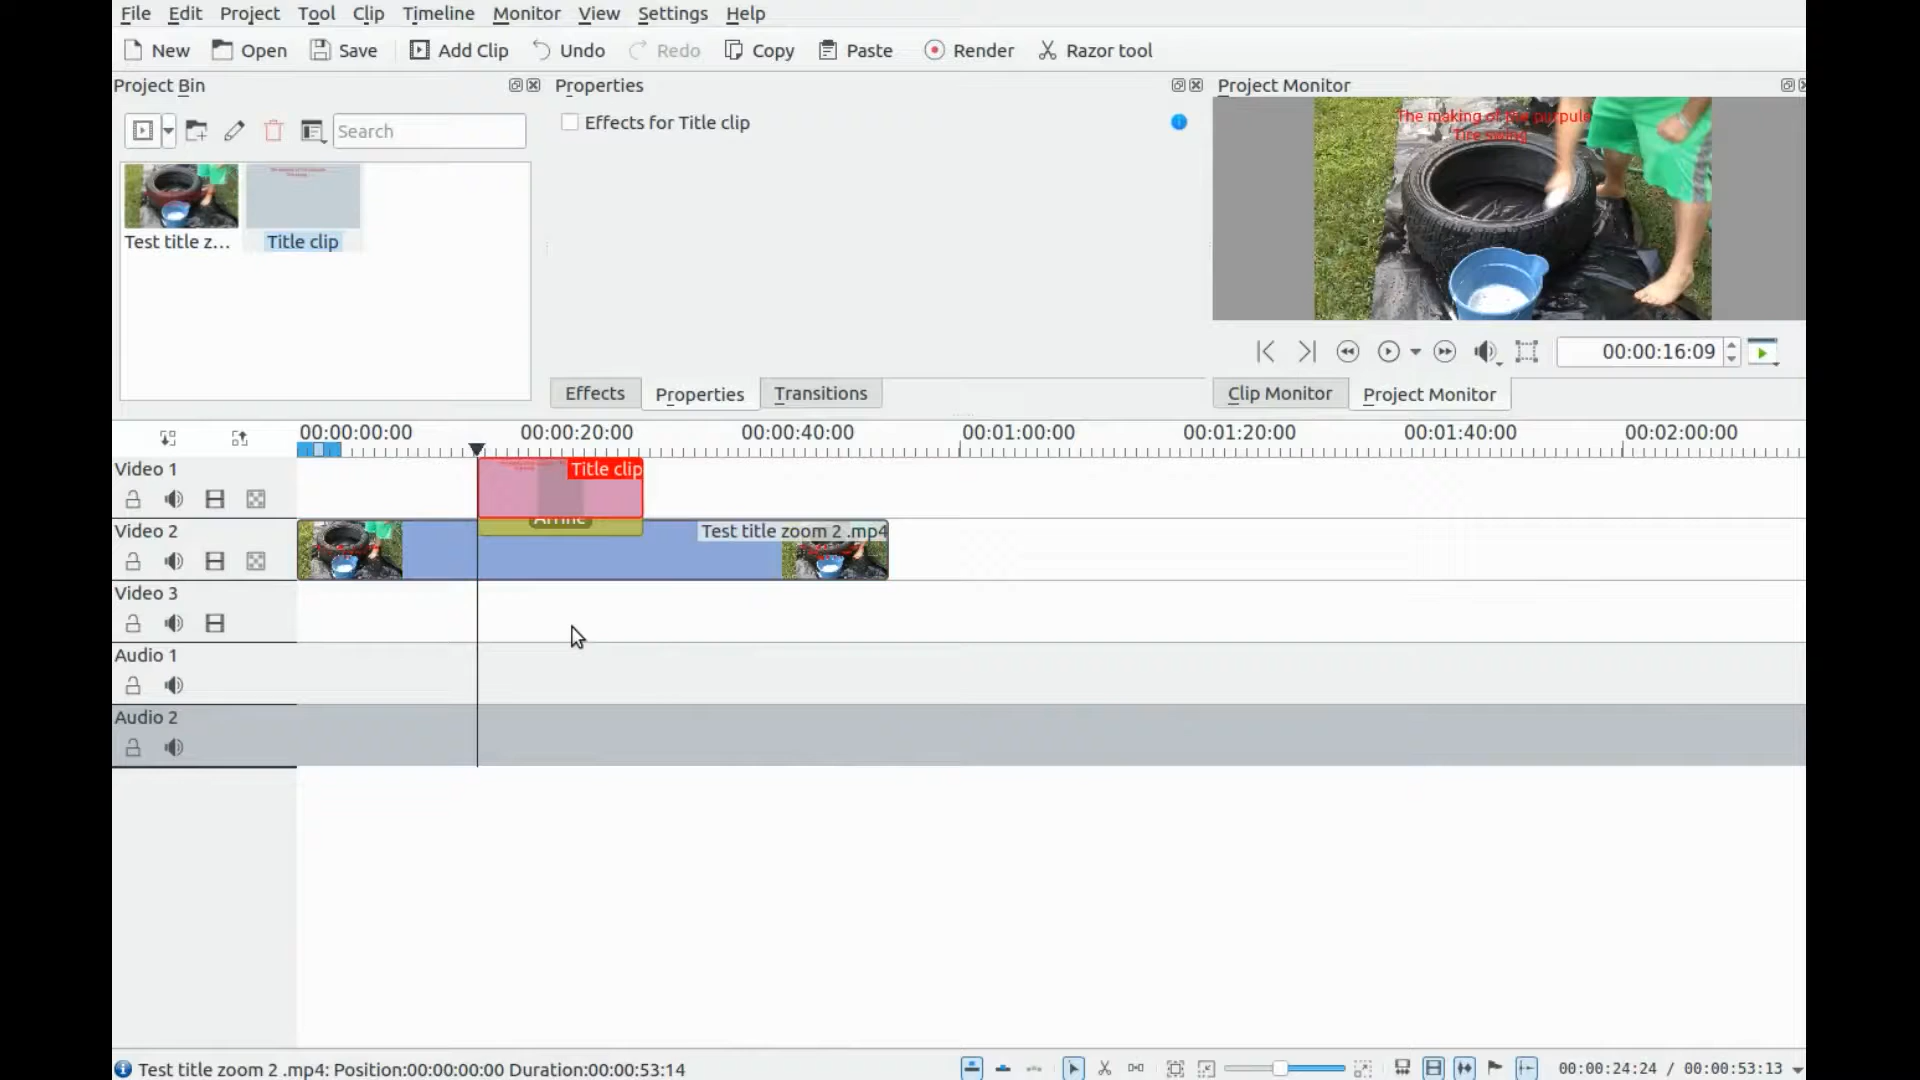 File Edit Project Tool Clip Timeline Monitor View Settings Help
New Open Save Add Clip Undo Redo Copy Paste Render Razor tool
Project Bin
Properties
Project Monitor
Search
Effects for Title clip
The making of the purpule
Tire swing
Test title z...
Title clip
00:00:16:09
Effects Properties Transitions
Clip Monitor Project Monitor
00:00:00:00 00:00:20:00 00:00:40:00 00:01:00:00 00:01:20:00 00:01:40:00 00:02:00:00
Video 1
Title clip
Video 2
Affine
Test title zoom 2 .mp4
Video 3
Audio 1
Audio 2
Test title zoom 2 .mp4: Position:00:00:00:00 Duration:00:00:53:14
00:00:24:24 / 00:00:53:13